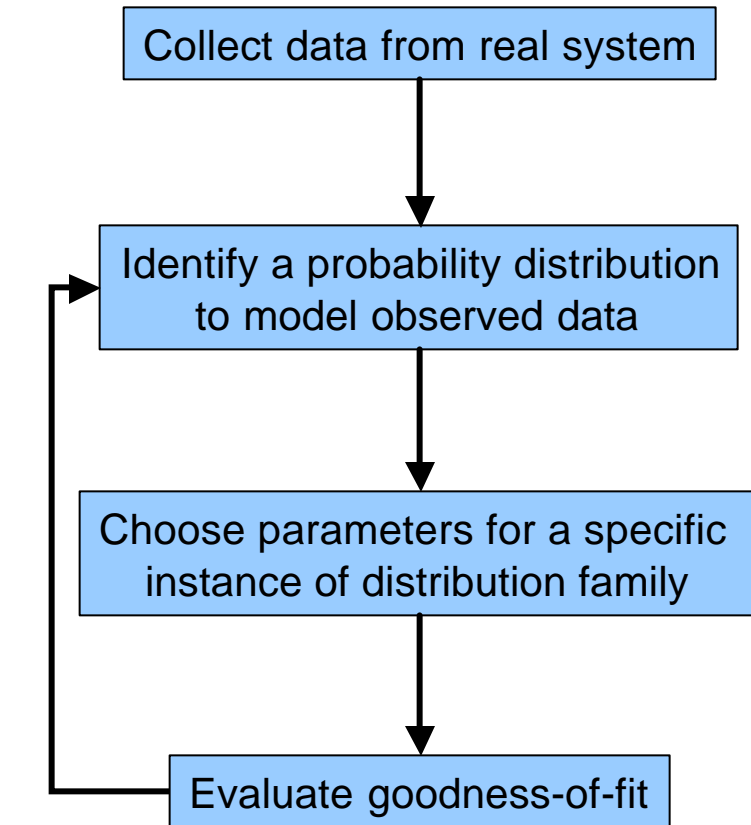 Collect data from real system
Identify a probability distribution
to model observed data
Choose parameters for a specific
instance of distribution family
Evaluate goodness-of-fit